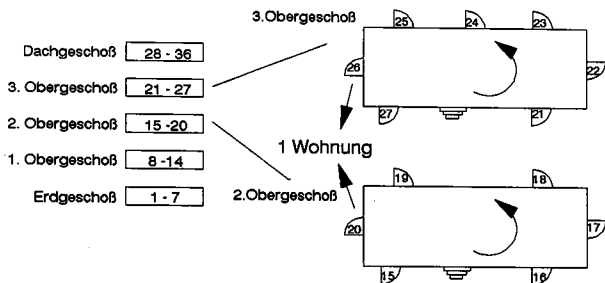 Dachgeschoß 28 - 36
3. Obergeschoß 21 - 27
2. Obergeschoß 15 -20
1. Obergeschoß 8 -14
Erdgeschoß 1 - 7
3.Obergeschoß
25 24 23
26 22
27 21
1 Wohnung
2.Obergeschoß
19 18
20 17
15 16